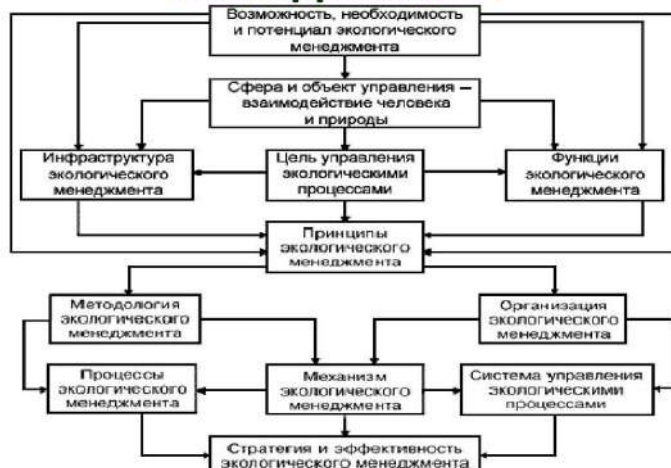 Возможность, необходимость
и потенциал экологического
менеджмента
Сфера и объект управления —
взаимодействие человека
и природы
Инфраструктура
экологического
менеджмента
Цель управления
экологическими
процессами
Функции
экологического
менеджмента
Принципы
экологического
менеджмента
Методология
экологического
менеджмента
Организация
экологического
менеджмента
Процессы
экологического
менеджмента
Механизм
экологического
менеджмента
Система управления
экологическими
процессами
Стратегия и эффективность
экологического менеджмента